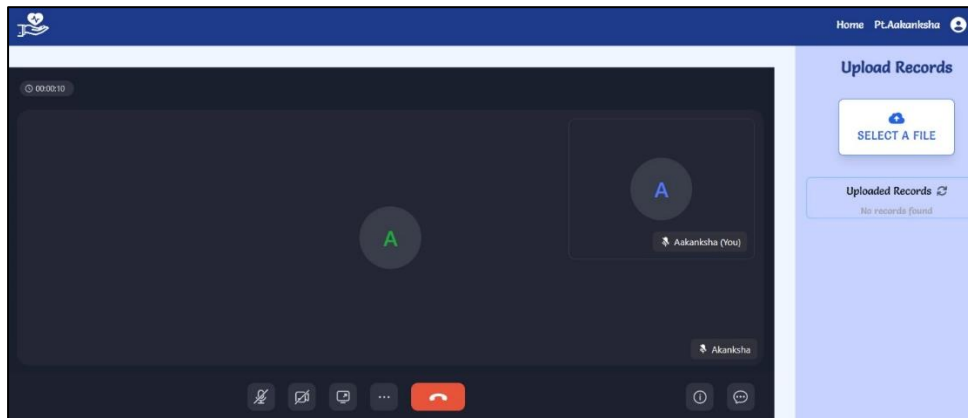 Home Pt.Aakanksha
Upload Records
00:00:10
SELECT A FILE
A
Uploaded Records
No records found
Aakanksha (You)
A
Akanksha